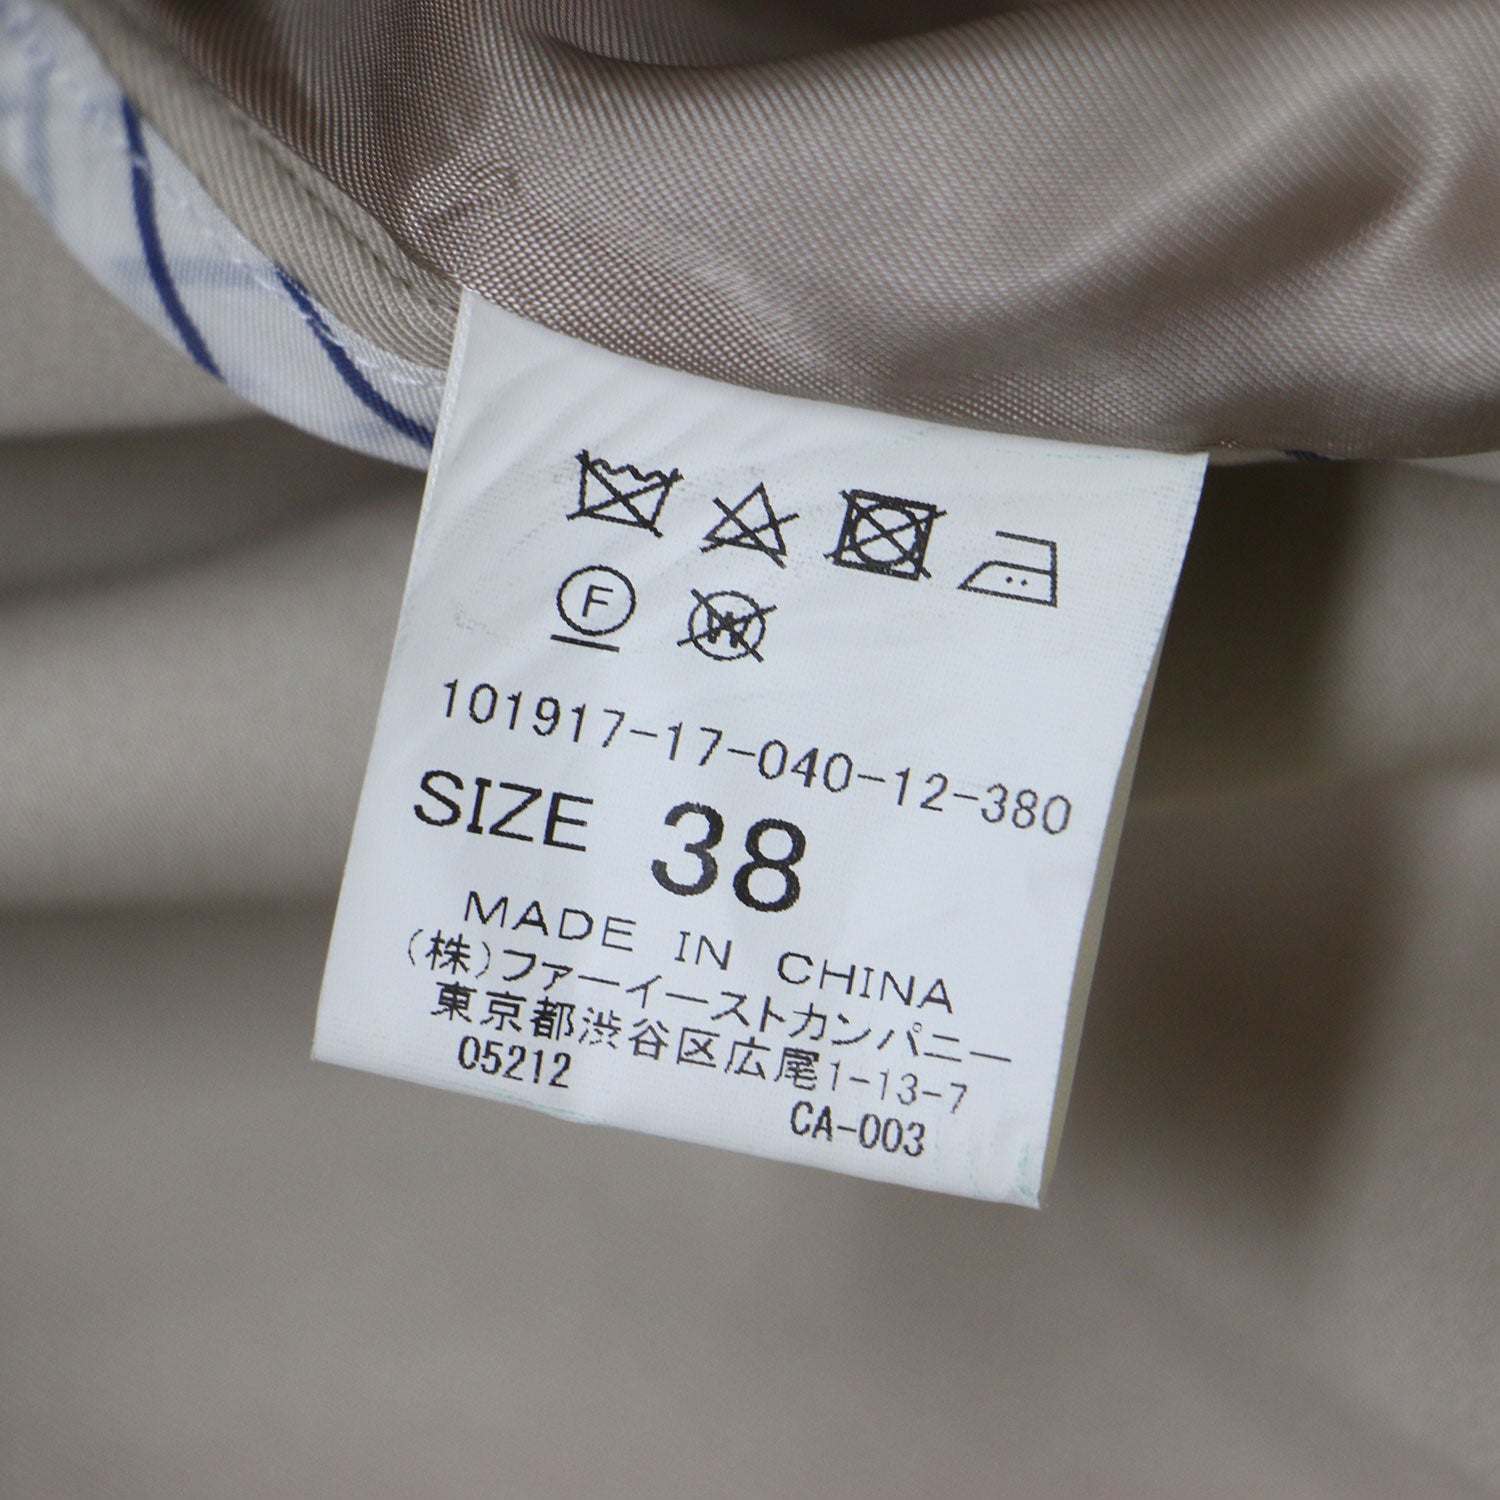 F W
101917-17-040-12-380
SIZE 38
MADE IN CHINA
(株)ファーイーストカンパニー
東京都渋谷区広尾1-13-7
05212 CA-003